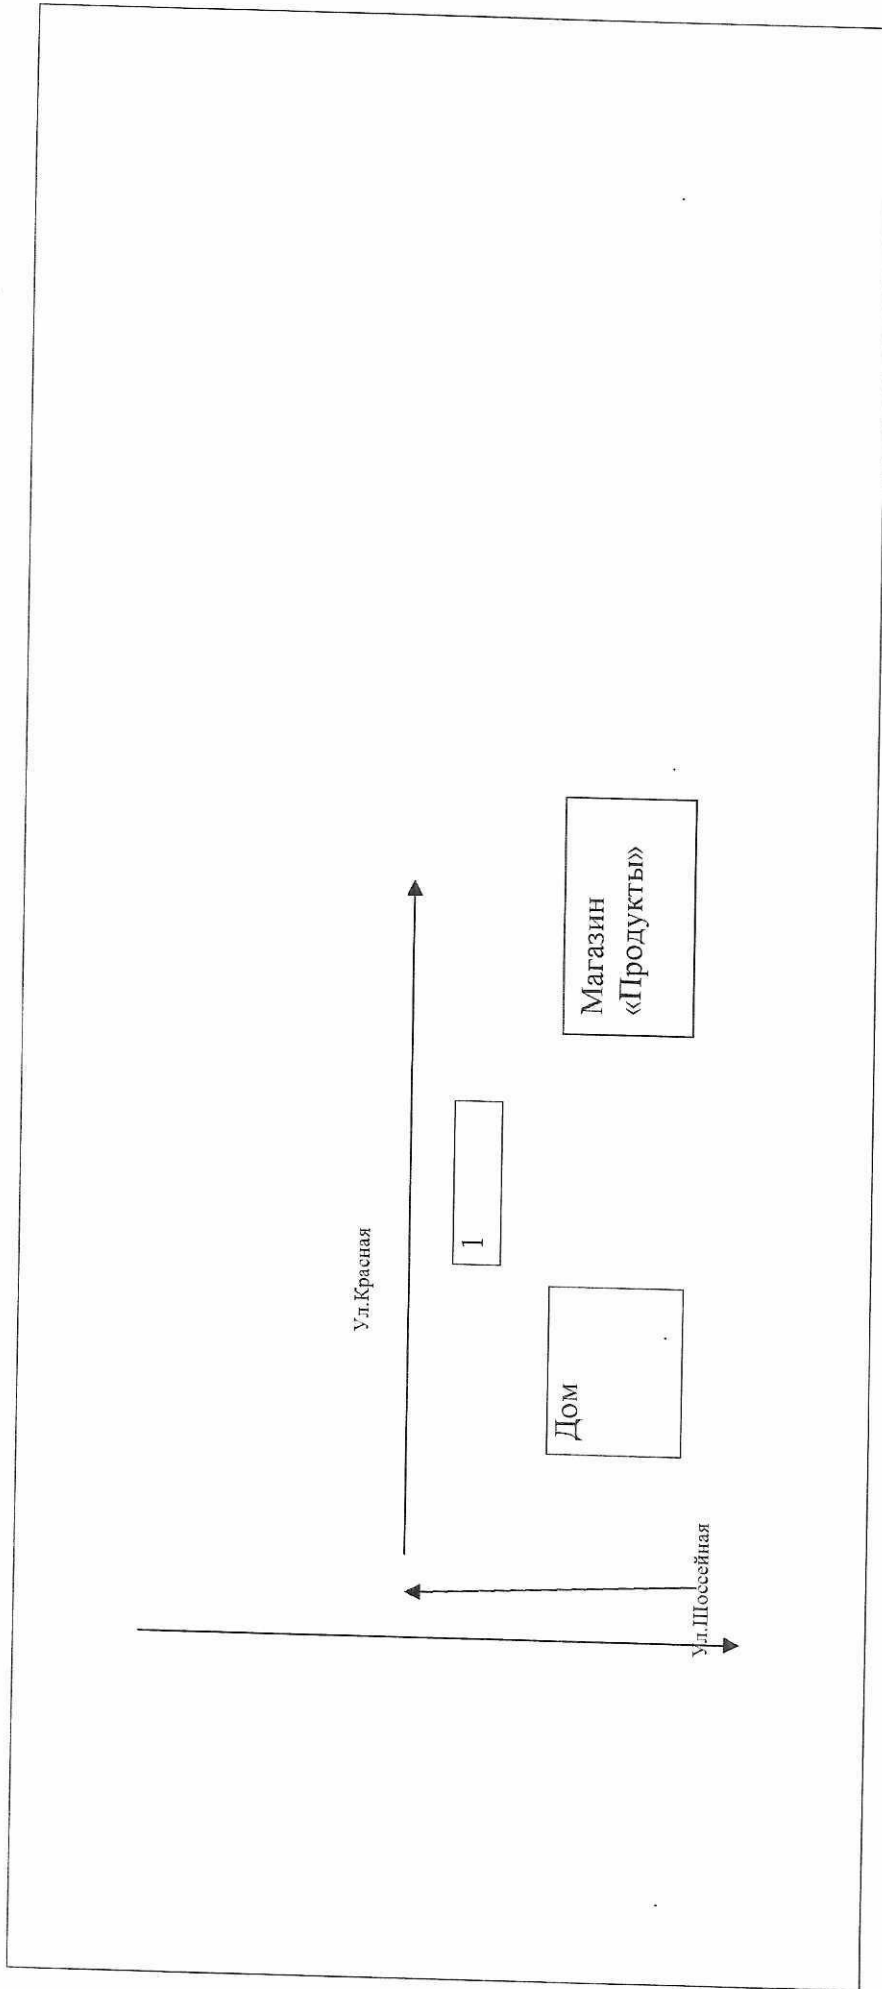 Ул.Красная
1
Магазин
«Продукты»
Дом
Ул.Шоссейная